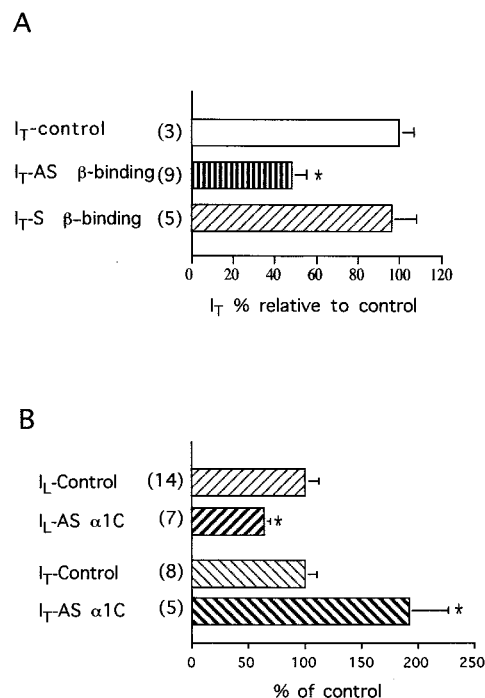 A
I_T-control (3)
I_T-AS β-binding (9) *
I_T-S β-binding (5)
0 20 40 60 80 100 120
I_T % relative to control
B
I_L-Control (14)
I_L-AS α1C (7) *
I_T-Control (8)
I_T-AS α1C (5) *
0 50 100 150 200 250
% of control